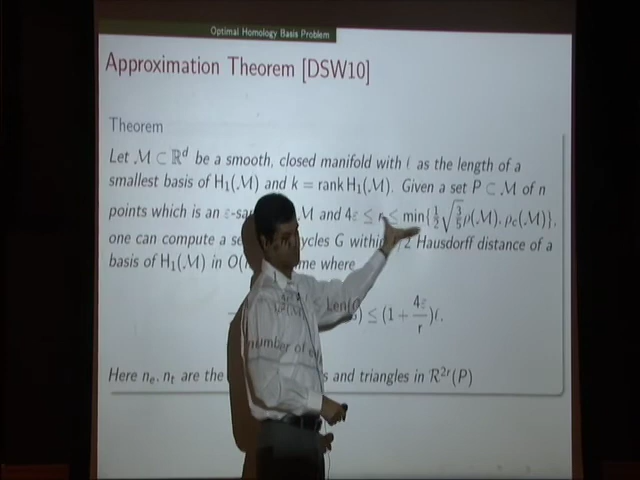 Optimal Homology Basis Problem
Approximation Theorem [DSW10]
Theorem
Let M ⊂ ℝᵈ be a smooth, closed manifold with l as the length of a
smallest basis of H₁(M) and k = rank H₁(M). Given a set P ⊂ M of n
points which is an ε-sa M and 4ε ≤ r ≤ min{½√(3/5)ρ(M), ρ_c(M)},
one can compute a se cycles G within 2 Hausdorff distance of a
basis of H₁(M) in O( me where
≤ Len(G) ≤ (1 + 4ε/r)l.
number of e
Here nₑ, nₜ are the s and triangles in R²ʳ(P)